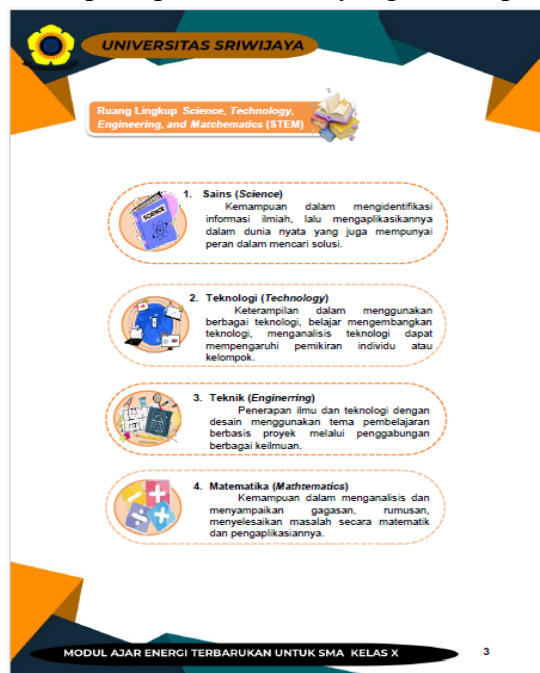 UNIVERSITAS SRIWIJAYA
Ruang Lingkup Science, Technology,
Engineering, and Matchematics (STEM)
SCIENCE
1. Sains (Science)
Kemampuan dalam mengidentifikasi
informasi ilmiah, lalu mengaplikasikannya
dalam dunia nyata yang juga mempunyai
peran dalam mencari solusi.
2. Teknologi (Technology)
Keterampilan dalam menggunakan
berbagai teknologi, belajar mengembangkan
teknologi, menganalisis teknologi dapat
mempengaruhi pemikiran individu atau
kelompok.
3. Teknik (Enginerring)
Penerapan ilmu dan teknologi dengan
desain menggunakan tema pembelajaran
berbasis proyek melalui penggabungan
berbagai keilmuan.
4. Matematika (Mathtematics)
Kemampuan dalam menganalisis dan
menyampaikan gagasan, rumusan,
menyelesaikan masalah secara matematik
dan pengaplikasiannya.
MODUL AJAR ENERGI TERBARUKAN UNTUK SMA KELAS X 3